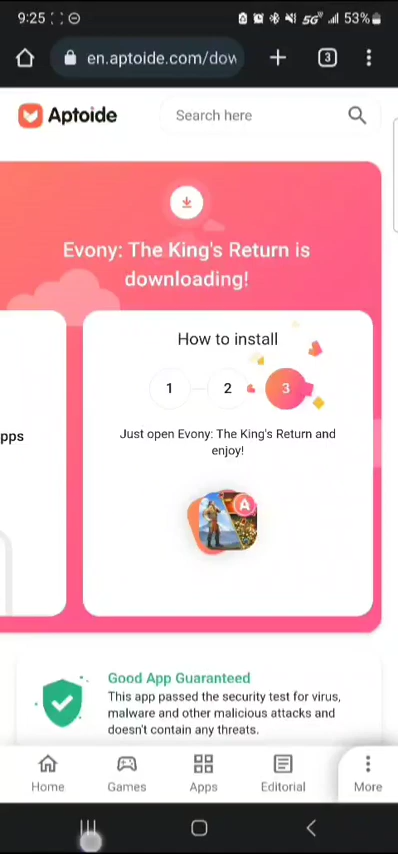 9:25
5G 53%
en.aptoide.com/dow
3
Aptoide
Search here
Evony: The King's Return is
downloading!
How to install
1 2 3
pps
Just open Evony: The King's Return and
enjoy!
A
Good App Guaranteed
This app passed the security test for virus,
malware and other malicious attacks and
doesn't contain any threats.
Home Games Apps Editorial More